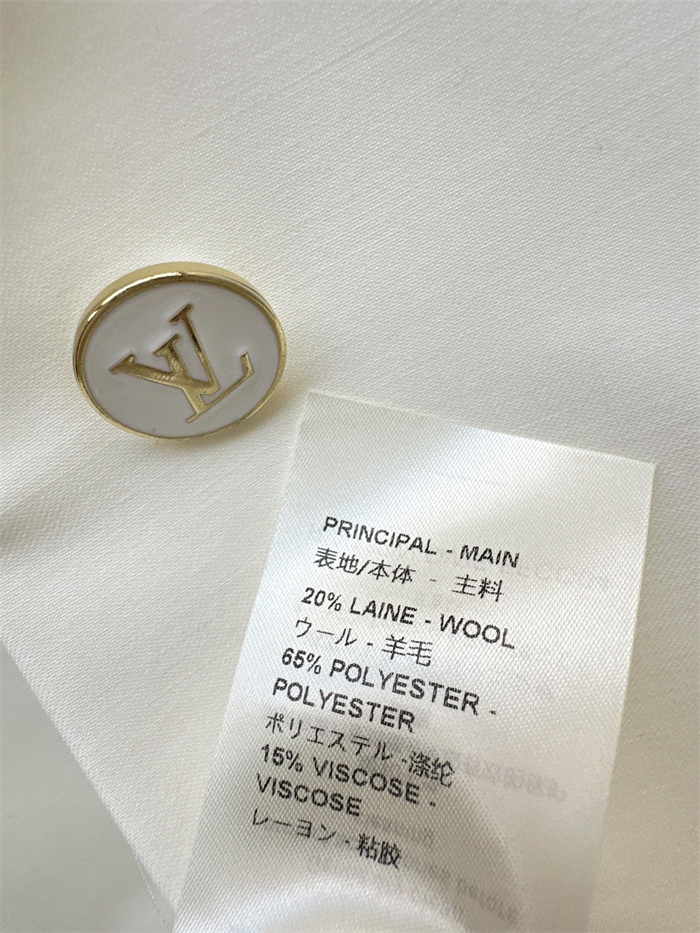 LV
PRINCIPAL - MAIN
表地/本体 - 主料
20% LAINE - WOOL
ウール - 羊毛
65% POLYESTER -
POLYESTER
ポリエステル -涤纶
15% VISCOSE -
VISCOSE
レーヨン - 粘胶